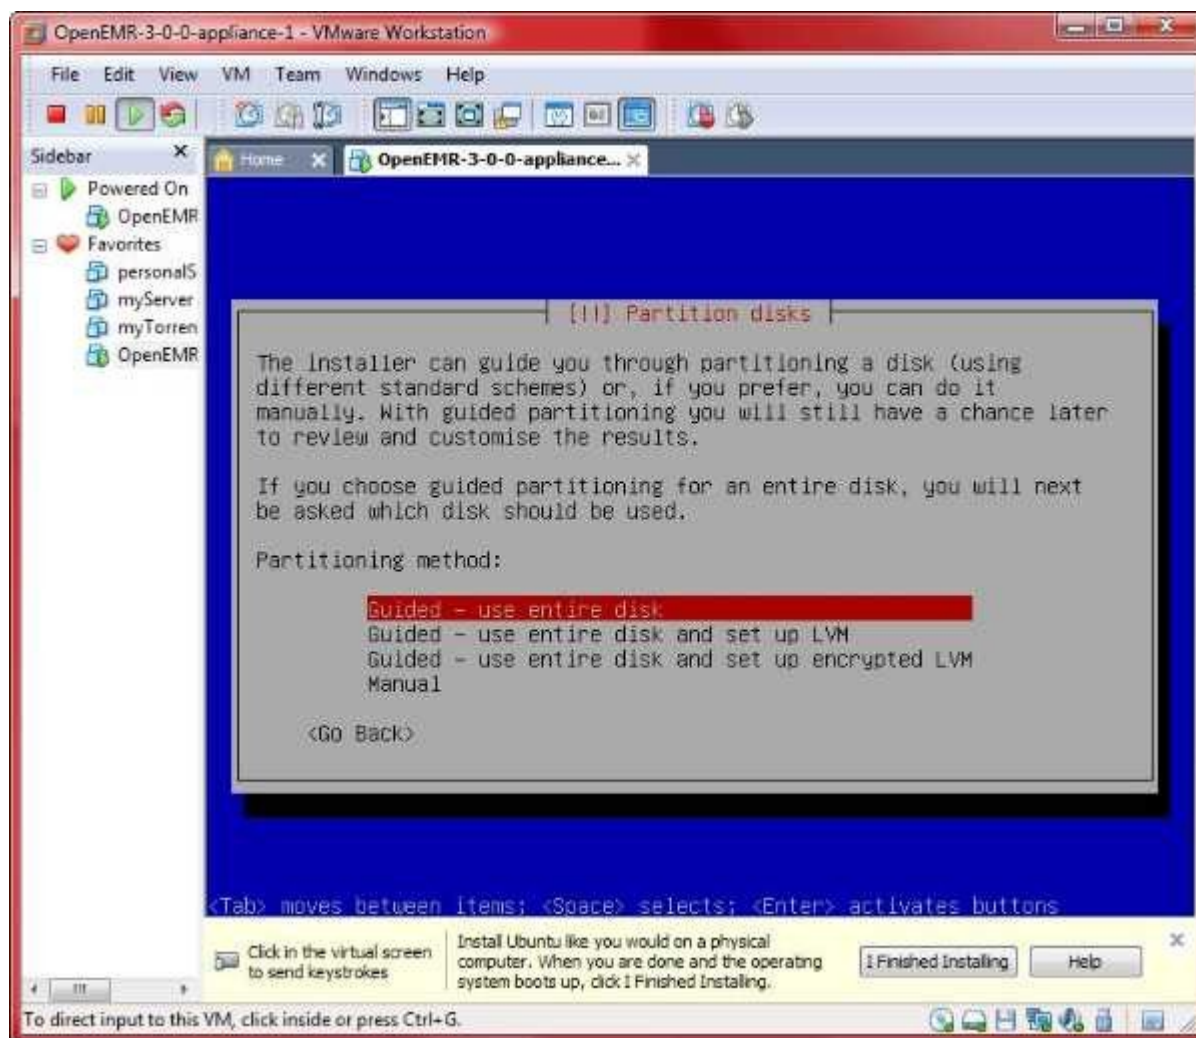 OpenEMR-3-0-0-appliance-1 - VMware Workstation
File Edit View VM Team Windows Help
Sidebar
Home
OpenEMR-3-0-0-appliance...
Powered On
OpenEMR
Favorites
personalS
myServer
myTorren
OpenEMR
[!!] Partition disks
The installer can guide you through partitioning a disk (using
different standard schemes) or, if you prefer, you can do it
manually. With guided partitioning you will still have a chance later
to review and customise the results.
If you choose guided partitioning for an entire disk, you will next
be asked which disk should be used.
Partitioning method:
Guided - use entire disk
Guided - use entire disk and set up LVM
Guided - use entire disk and set up encrypted LVM
Manual
<Go Back>
<Tab> moves between items; <Space> selects; <Enter> activates buttons
Click in the virtual screen
to send keystrokes
Install Ubuntu like you would on a physical
computer. When you are done and the operating
system boots up, click I Finished Installing.
I Finished Installing
Help
To direct input to this VM, click inside or press Ctrl+G.